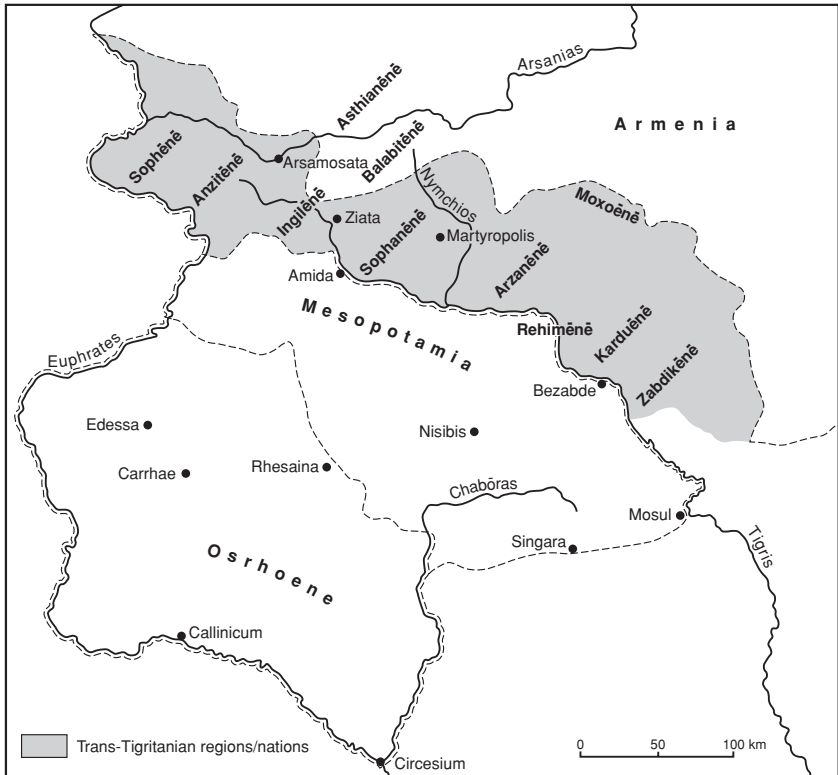 Arsanias
Asthianēnē
Armenia
Balabitēnē
Sophēnē
Anzitēnē
Arsamosata
Nymchios
Moxoēnē
Ingilēnē
Ziata
Sophanēnē
Martyropolis
Arzanēnē
Amida
Mesopotamia
Rehimēnē
Karduēnē
Zabdikēnē
Euphrates
Bezabde
Edessa
Nisibis
Carrhae
Rhesaina
Chabōras
Mosul
Singara
Tigris
Osrhoene
Callinicum
Trans-Tigritanian regions/nations
Circesium
0 50 100 km